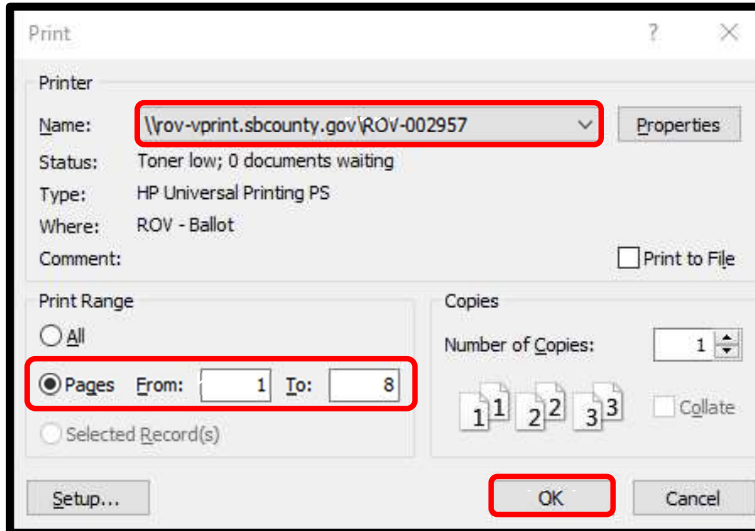 Print ?
Printer
Name: \\rov-vprint.sbcounty.gov\ROV-002957 Properties
Status: Toner low; 0 documents waiting
Type: HP Universal Printing PS
Where: ROV - Ballot
Comment: Print to File
Print Range
All
Pages From: 1 To: 8
Selected Record(s)
Copies
Number of Copies: 1
1 1 2 2 3 3 Collate
Setup... OK Cancel